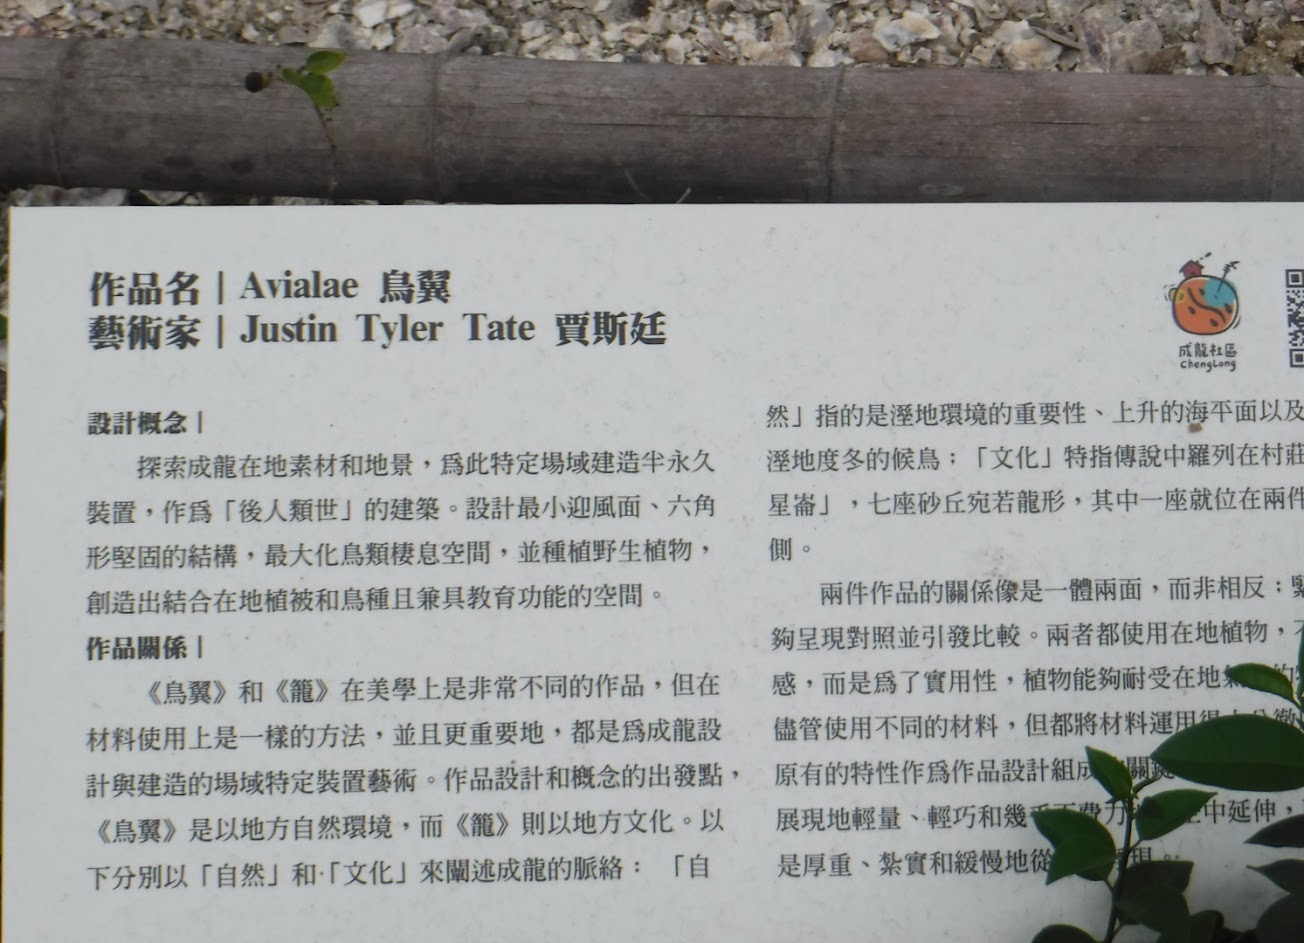 作品名｜Avialae 鳥翼
藝術家｜Justin Tyler Tate 賈斯廷
成龍社區
ChengLong
設計概念｜
探索成龍在地素材和地景，爲此特定場域建造半永久
裝置，作爲「後人類世」的建築。設計最小迎風面、六角
形堅固的結構，最大化鳥類棲息空間，並種植野生植物，
創造出結合在地植被和鳥種且兼具教育功能的空間。
作品關係｜
《鳥翼》和《籠》在美學上是非常不同的作品，但在
材料使用上是一樣的方法，並且更重要地，都是爲成龍設
計與建造的場域特定裝置藝術。作品設計和概念的出發點，
《鳥翼》是以地方自然環境，而《籠》則以地方文化。以
下分別以「自然」和「文化」來闡述成龍的脈絡：「自
然」指的是溼地環境的重要性、上升的海平面以及
溼地度冬的候鳥；「文化」特指傳說中羅列在村莊
星崙」，七座砂丘宛若龍形，其中一座就位在兩件
側。
兩件作品的關係像是一體兩面，而非相反；
夠呈現對照並引發比較。兩者都使用在地植物，
感，而是爲了實用性，植物能夠耐受在地
儘管使用不同的材料，但都將材料運用得
原有的特性作爲作品設計組成
展現地輕量、輕巧和幾乎不費力 空中延伸，
是厚重、紮實和緩慢地從 現。